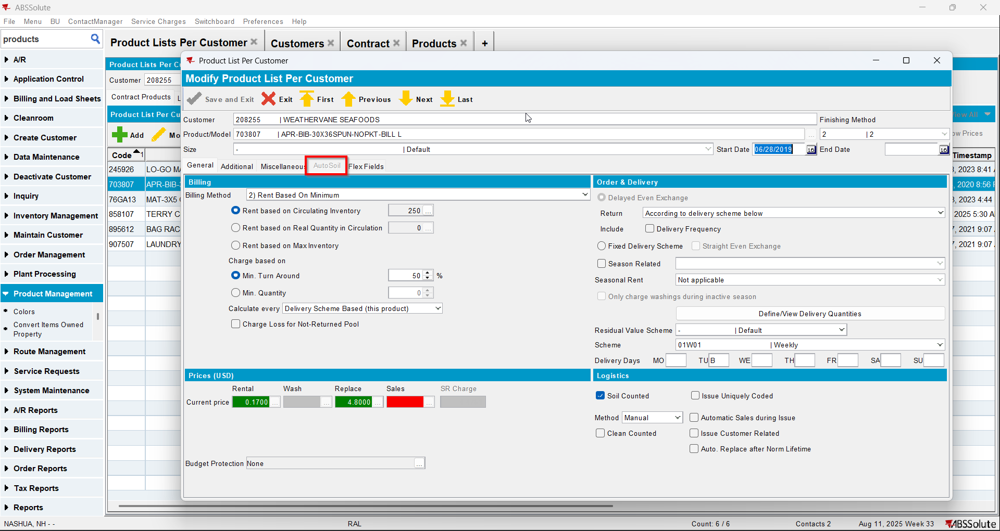 ABSSolute
File Menu BU ContactManager Service Charges Switchboard Preferences Help
products
Product Lists Per Customer Customers Contract Products +
A/R
Application Control
Billing and Load Sheets
Cleanroom
Create Customer
Data Maintenance
Deactivate Customer
Inquiry
Inventory Management
Maintain Customer
Order Management
Plant Processing
Product Management
Colors
Convert Items Owned
Property
Route Management
Service Requests
System Maintenance
A/R Reports
Billing Reports
Delivery Reports
Order Reports
Tax Reports
Reports
Product Lists Per Cu
Customer 208255
Contract Products L
Product List Per Cu
Add Mo
Code 1
245926 LO-GO MA
703807 APR-BIB-3
76GA13 MAT-3X5
858107 TERRY C
895612 BAG RAC
907507 LAUNDRY
Product List Per Customer
Modify Product List Per Customer
Save and Exit Exit First Previous Next Last
Customer 208255 | WEATHERVANE SEAFOODS Finishing Method
Product/Model 703807 | APR-BIB-30X36SPUN-NOPKT-BILL L ... 2 | 2
Size - | Default Start Date 06/28/2019 16 End Date 16
General Additional Miscellaneous AutoSoil Flex Fields
Billing
Billing Method 2) Rent Based On Minimum
Rent based on Circulating Inventory 250 ...
Rent based on Real Quantity in Circulation 0 ...
Rent based on Max Inventory
Charge based on
Min. Turn Around 50 %
Min. Quantity 0
Calculate every Delivery Scheme Based (this product)
Charge Loss for Not-Returned Pool
Order & Delivery
Delayed Even Exchange
Return According to delivery scheme below
Include Delivery Frequency
Fixed Delivery Scheme Straight Even Exchange
Season Related
Seasonal Rent Not applicable
Only charge washings during inactive season
Define/View Delivery Quantities
Residual Value Scheme - | Default
Scheme 01W01 | Weekly
Delivery Days MO TU B WE TH FR SA SU
Prices (USD)
Rental Wash Replace Sales SR Charge
Current price 0.1700 ... ... 4.8000 ... ...
Budget Protection None ...
Logistics
Soil Counted Issue Uniquely Coded
Method Manual Automatic Sales during Issue
Clean Counted Issue Customer Related
Auto. Replace after Norm Lifetime
View All
ow Prices
Timestamp
3, 2023 8:41
, 2020 8:56
3, 2023 4:44
2025 5:30 A
7, 2021 9:07
7, 2021 9:07
NASHUA, NH - - RAL Count: 6 / 6 Contacts 2 Aug 11, 2025 Week 33 ABSSolute